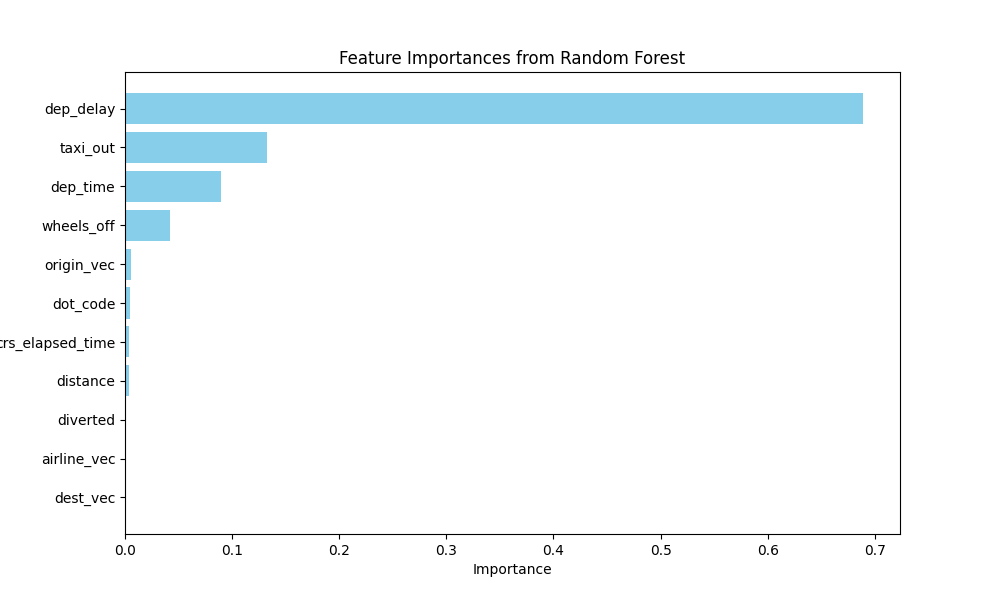 Feature Importances from Random Forest
dep_delay
taxi_out
dep_time
wheels_off
origin_vec
dot_code
crs_elapsed_time
distance
diverted
airline_vec
dest_vec
0.0 0.1 0.2 0.3 0.4 0.5 0.6 0.7
Importance